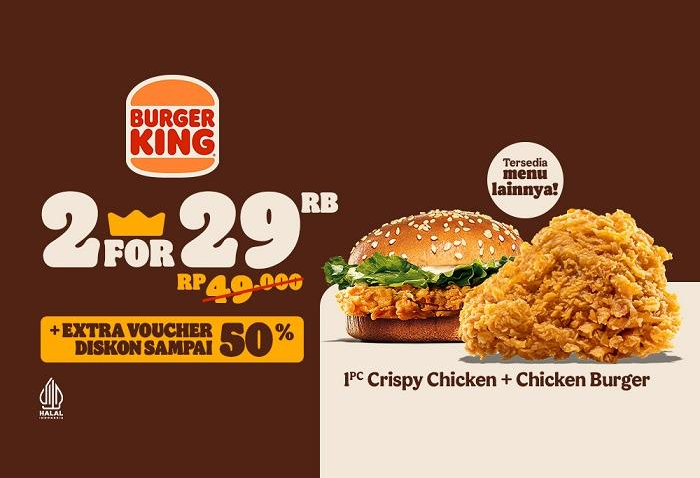 BURGER
KING
2 FOR 29 RB
RP 49.000
+ EXTRA VOUCHER
DISKON SAMPAI 50%
HALAL
INDONESIA
Tersedia
menu
lainnya!
1PC Crispy Chicken + Chicken Burger